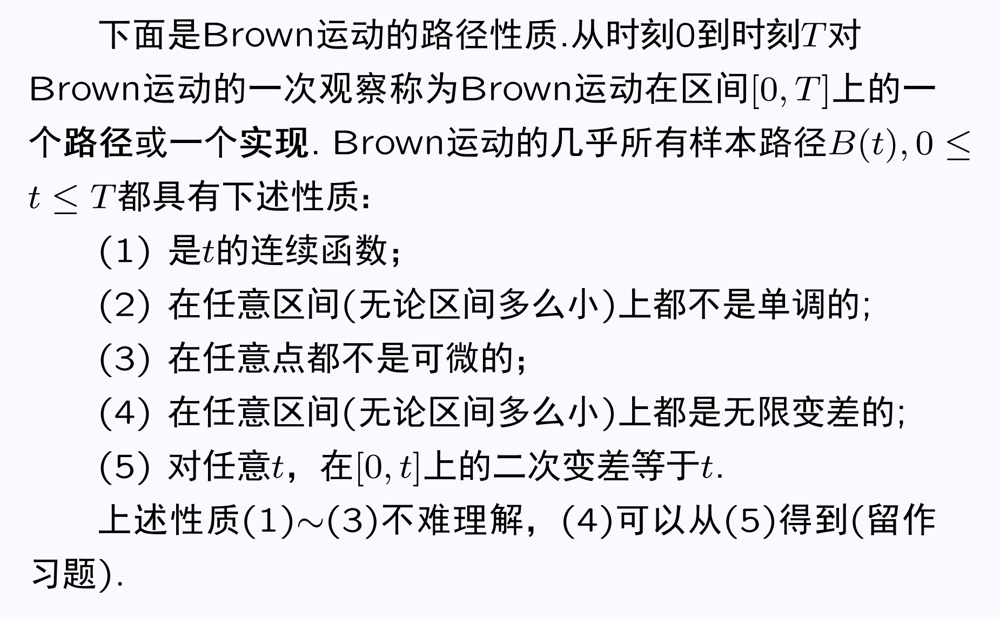 下面是Brown运动的路径性质.从时刻0到时刻T对
Brown运动的一次观察称为Brown运动在区间[0, T]上的一
个路径或一个实现. Brown运动的几乎所有样本路径B(t), 0 ≤
t ≤ T都具有下述性质：
(1) 是t的连续函数；
(2) 在任意区间(无论区间多么小)上都不是单调的;
(3) 在任意点都不是可微的；
(4) 在任意区间(无论区间多么小)上都是无限变差的;
(5) 对任意t，在[0, t]上的二次变差等于t.
上述性质(1)∼(3)不难理解，(4)可以从(5)得到(留作
习题).